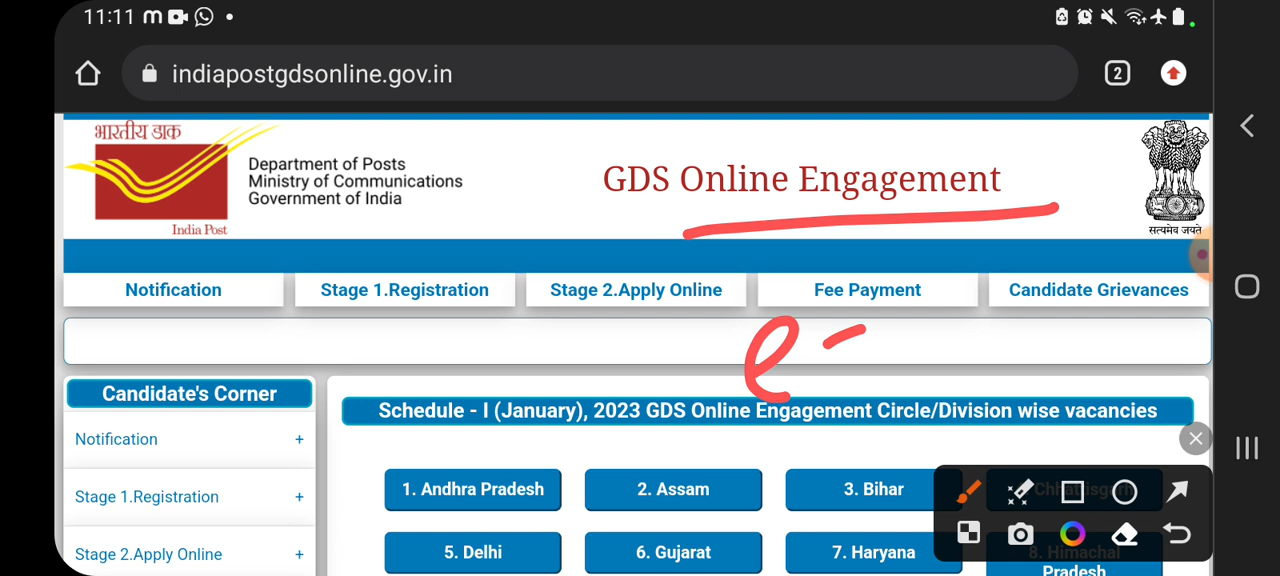 11:11
indiapostgdsonline.gov.in
2
भारतीय डाक
India Post
Department of Posts
Ministry of Communications
Government of India
GDS Online Engagement
सत्यमेव जयते
Notification
Stage 1.Registration
Stage 2.Apply Online
Fee Payment
Candidate Grievances
e-
Candidate's Corner
Notification +
Stage 1.Registration +
Stage 2.Apply Online +
Schedule - I (January), 2023 GDS Online Engagement Circle/Division wise vacancies
1. Andhra Pradesh
2. Assam
3. Bihar
Chhattisgarh
5. Delhi
6. Gujarat
7. Haryana
8. Himachal
Pradesh